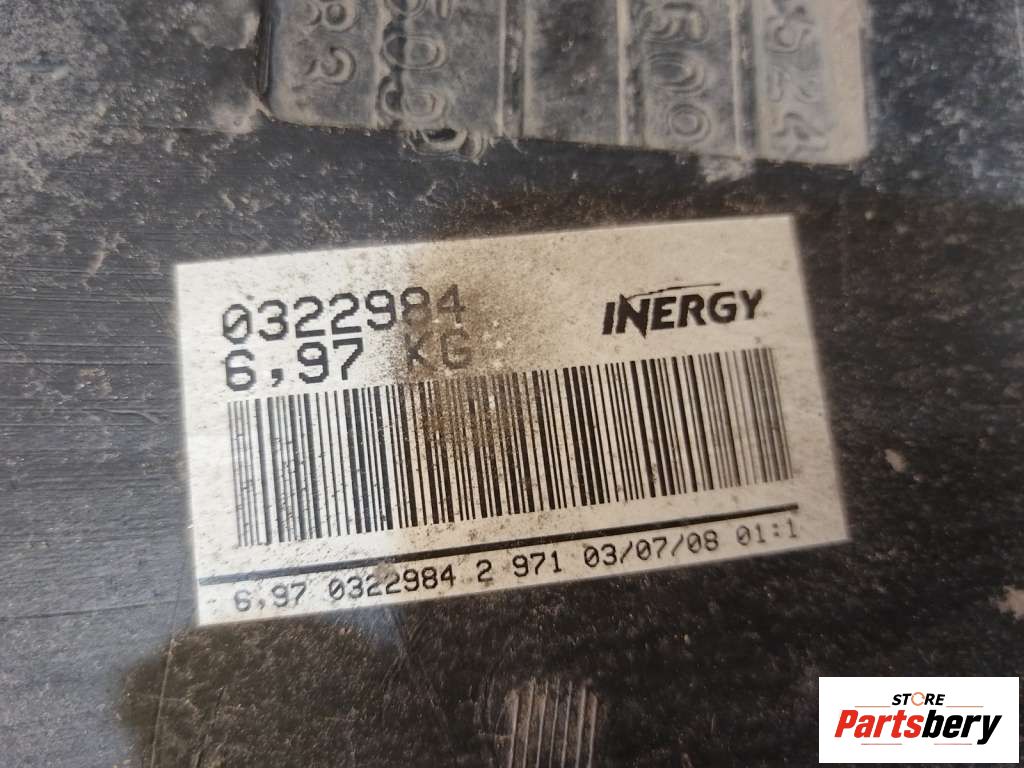 0322984
6,97 KG
INERGY
6,97 0322984 2 971 03/07/08 01:1
STORE
Partsbery